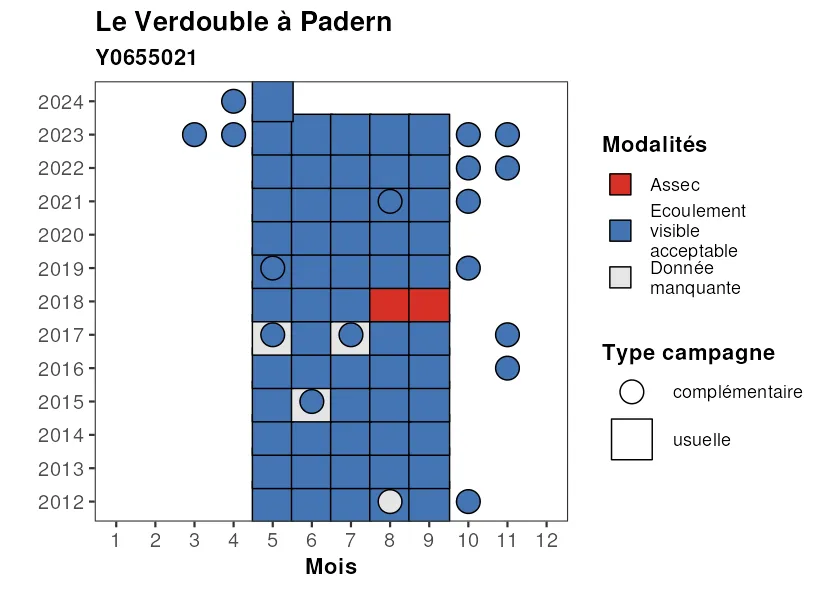 Le Verdouble à Padern
Y0655021
2024
2023
2022
2021
2020
2019
2018
2017
2016
2015
2014
2013
2012
1 2 3 4 5 6 7 8 9 10 11 12
Mois
Modalités
Assec
Ecoulement
visible
acceptable
Donnée
manquante
Type campagne
complémentaire
usuelle